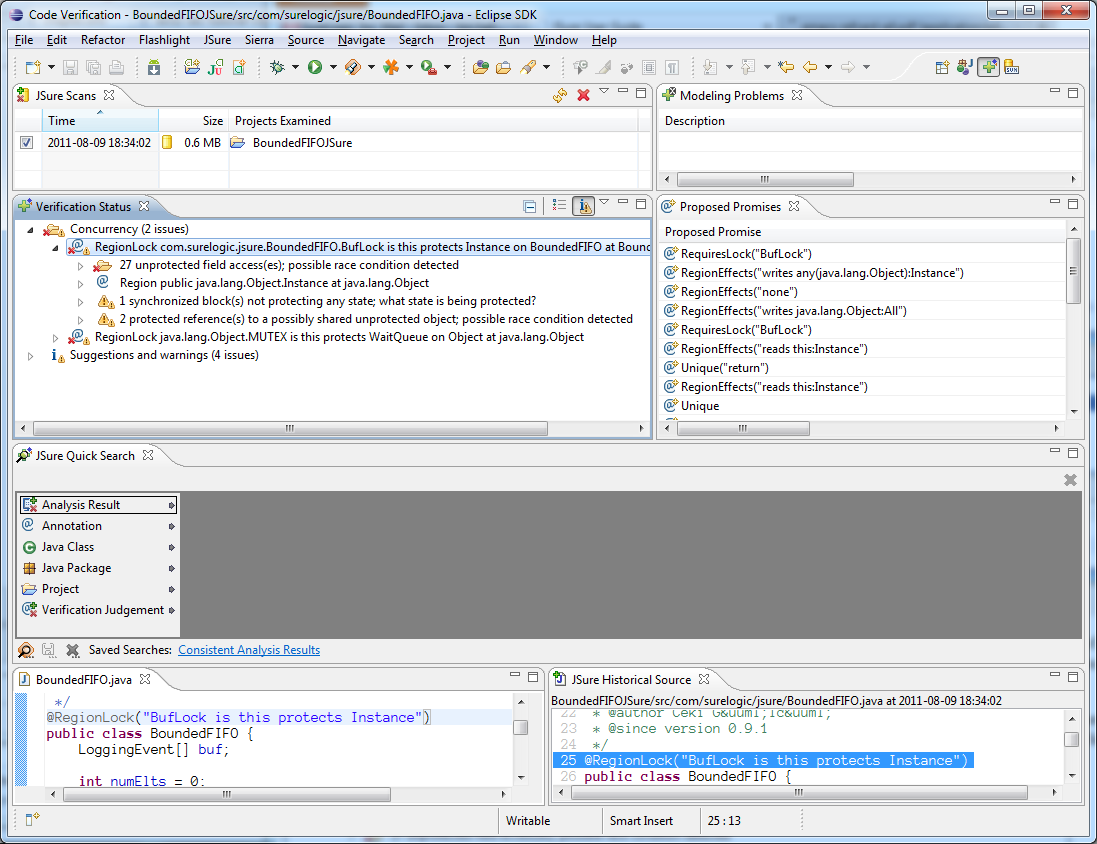 Code Verification - BoundedFIFOJSure/src/com/surelogic/jsure/BoundedFIFO.java - Eclipse SDK
File Edit Refactor Flashlight JSure Sierra Source Navigate Search Project Run Window Help
JSure Scans
Time Size Projects Examined
2011-08-09 18:34:02 0.6 MB BoundedFIFOJSure
Modeling Problems
Description
Verification Status
Concurrency (2 issues)
RegionLock com.surelogic.jsure.BoundedFIFO.BufLock is this protects Instance on BoundedFIFO at Bound
27 unprotected field access(es); possible race condition detected
Region public java.lang.Object.Instance at java.lang.Object
1 synchronized block(s) not protecting any state; what state is being protected?
2 protected reference(s) to a possibly shared unprotected object; possible race condition detected
RegionLock java.lang.Object.MUTEX is this protects WaitQueue on Object at java.lang.Object
Suggestions and warnings (4 issues)
Proposed Promises
Proposed Promise
RequiresLock("BufLock")
RegionEffects("writes any(java.lang.Object):Instance")
RegionEffects("none")
RegionEffects("writes java.lang.Object:All")
RequiresLock("BufLock")
RegionEffects("reads this:Instance")
Unique("return")
RegionEffects("reads this:Instance")
Unique
JSure Quick Search
Analysis Result
Annotation
Java Class
Java Package
Project
Verification Judgement
Saved Searches: Consistent Analysis Results
BoundedFIFO.java
*/
@RegionLock("BufLock is this protects Instance")
public class BoundedFIFO {
LoggingEvent[] buf;
int numElts = 0;
JSure Historical Source
BoundedFIFOJSure/src/com/surelogic/jsure/BoundedFIFO.java at 2011-08-09 18:34:02
22 * @author Ceki G&uuml;lc&uuml;
23 * @since version 0.9.1
24 */
25 @RegionLock("BufLock is this protects Instance")
26 public class BoundedFIFO {
Writable Smart Insert 25 : 13